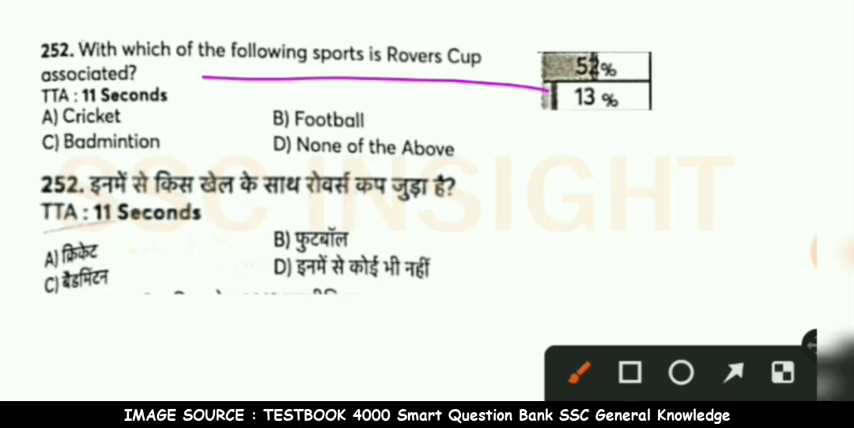 252. With which of the following sports is Rovers Cup
associated?
TTA : 11 Seconds
A) Cricket
B) Football
C) Badmintion
D) None of the Above
52%
13 %
SSC INSIGHT
252. इनमें से किस खेल के साथ रोवर्स कप जुड़ा है?
TTA : 11 Seconds
A) क्रिकेट
B) फुटबॉल
C) बैडमिंटन
D) इनमें से कोई भी नहीं
IMAGE SOURCE : TESTBOOK 4000 Smart Question Bank SSC General Knowledge